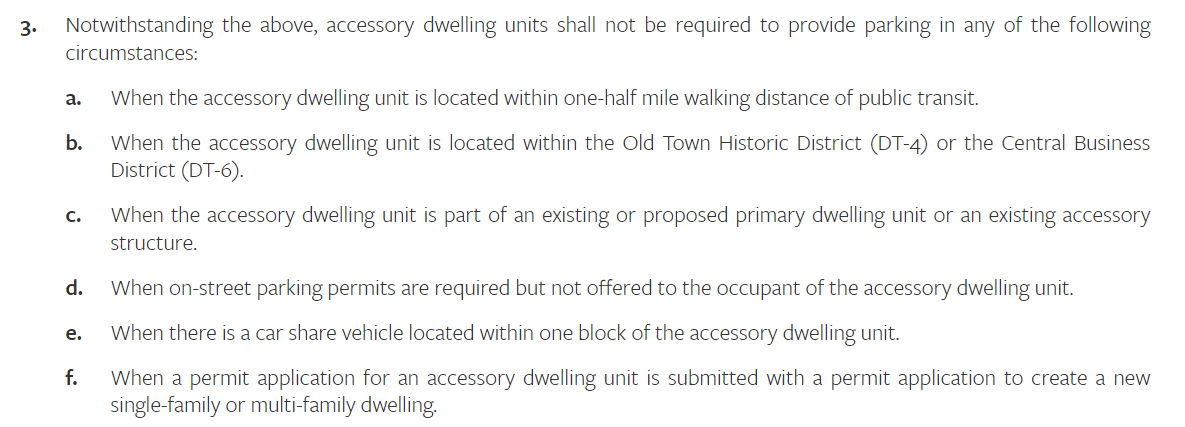 3. Notwithstanding the above, accessory dwelling units shall not be required to provide parking in any of the following
circumstances:
a. When the accessory dwelling unit is located within one-half mile walking distance of public transit.
b. When the accessory dwelling unit is located within the Old Town Historic District (DT-4) or the Central Business
District (DT-6).
c. When the accessory dwelling unit is part of an existing or proposed primary dwelling unit or an existing accessory
structure.
d. When on-street parking permits are required but not offered to the occupant of the accessory dwelling unit.
e. When there is a car share vehicle located within one block of the accessory dwelling unit.
f. When a permit application for an accessory dwelling unit is submitted with a permit application to create a new
single-family or multi-family dwelling.